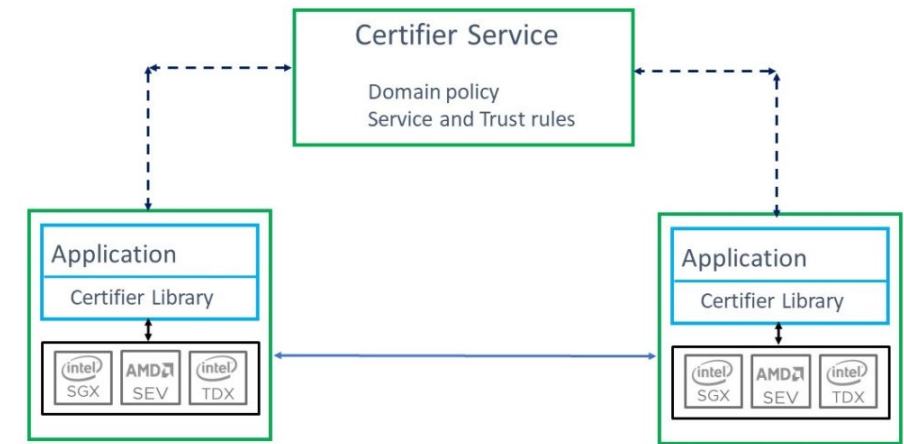 Certifier Service
Domain policy
Service and Trust rules
Application
Certifier Library
intel
SGX
AMD
SEV
intel
TDX
Application
Certifier Library
intel
SGX
AMD
SEV
intel
TDX